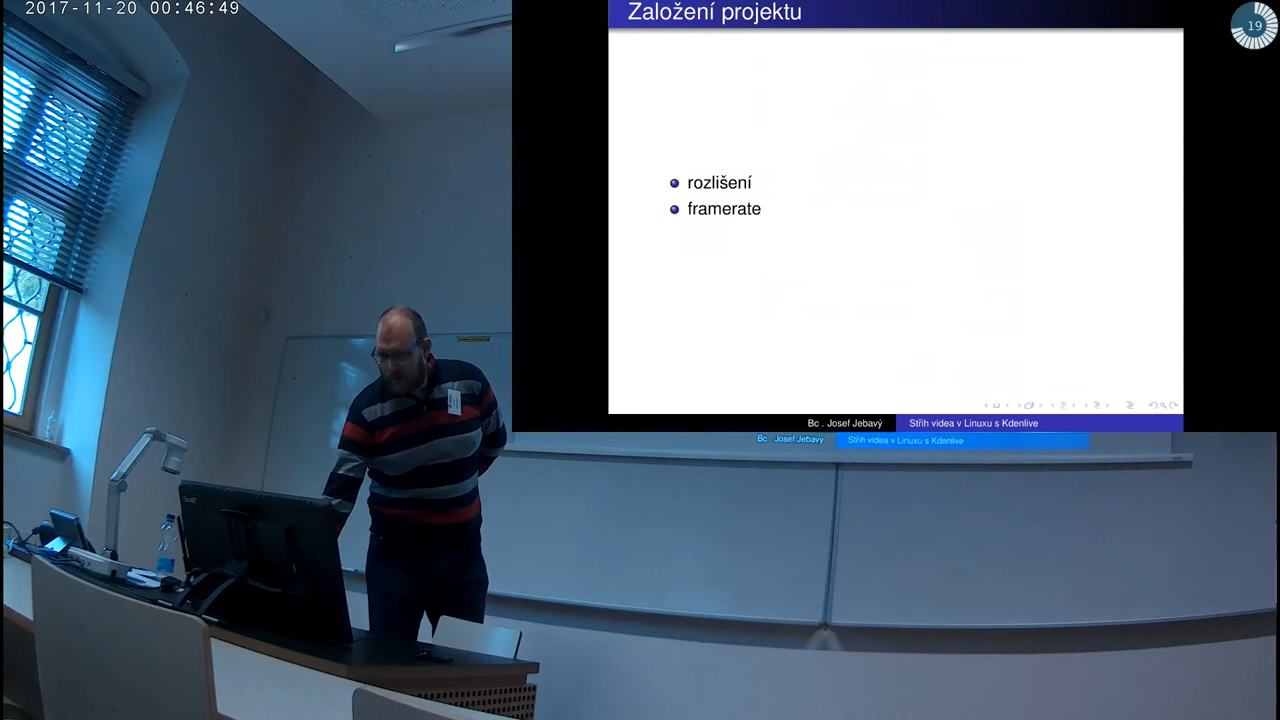 2017-11-20 00:46:49
Založení projektu
19
rozlišení
framerate
Bc . Josef Jebavý
Střih videa v Linuxu s Kdenlive
Bc Josef Jebavý
Střih videa v Linuxu s Kdenlive